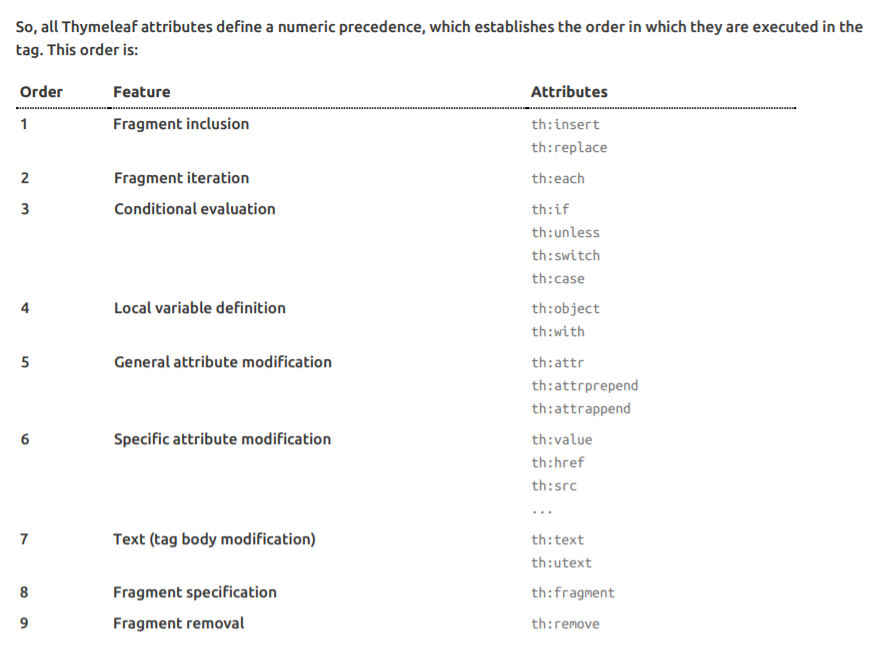 So, all Thymeleaf attributes define a numeric precedence, which establishes the order in which they are executed in the
tag. This order is:
Order Feature Attributes
1 Fragment inclusion th:insert
th:replace
2 Fragment iteration th:each
3 Conditional evaluation th:if
th:unless
th:switch
th:case
4 Local variable definition th:object
th:with
5 General attribute modification th:attr
th:attrprepend
th:attrappend
6 Specific attribute modification th:value
th:href
th:src
...
7 Text (tag body modification) th:text
th:utext
8 Fragment specification th:fragment
9 Fragment removal th:remove